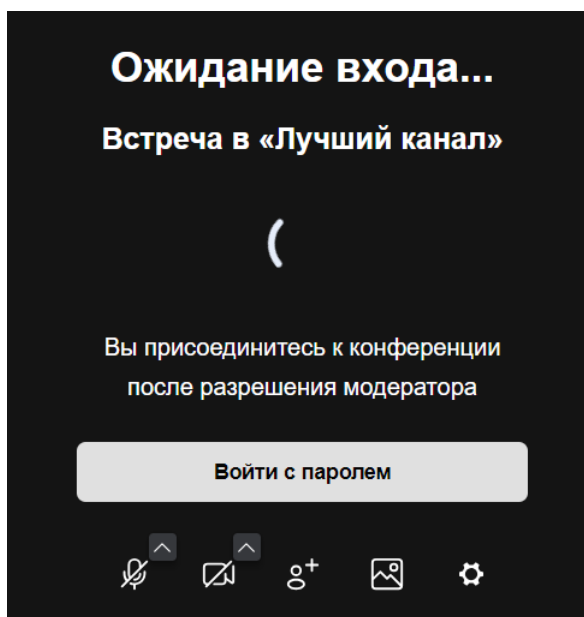 Ожидание входа...
Встреча в «Лучший канал»
Вы присоединитесь к конференции
после разрешения модератора
Войти с паролем